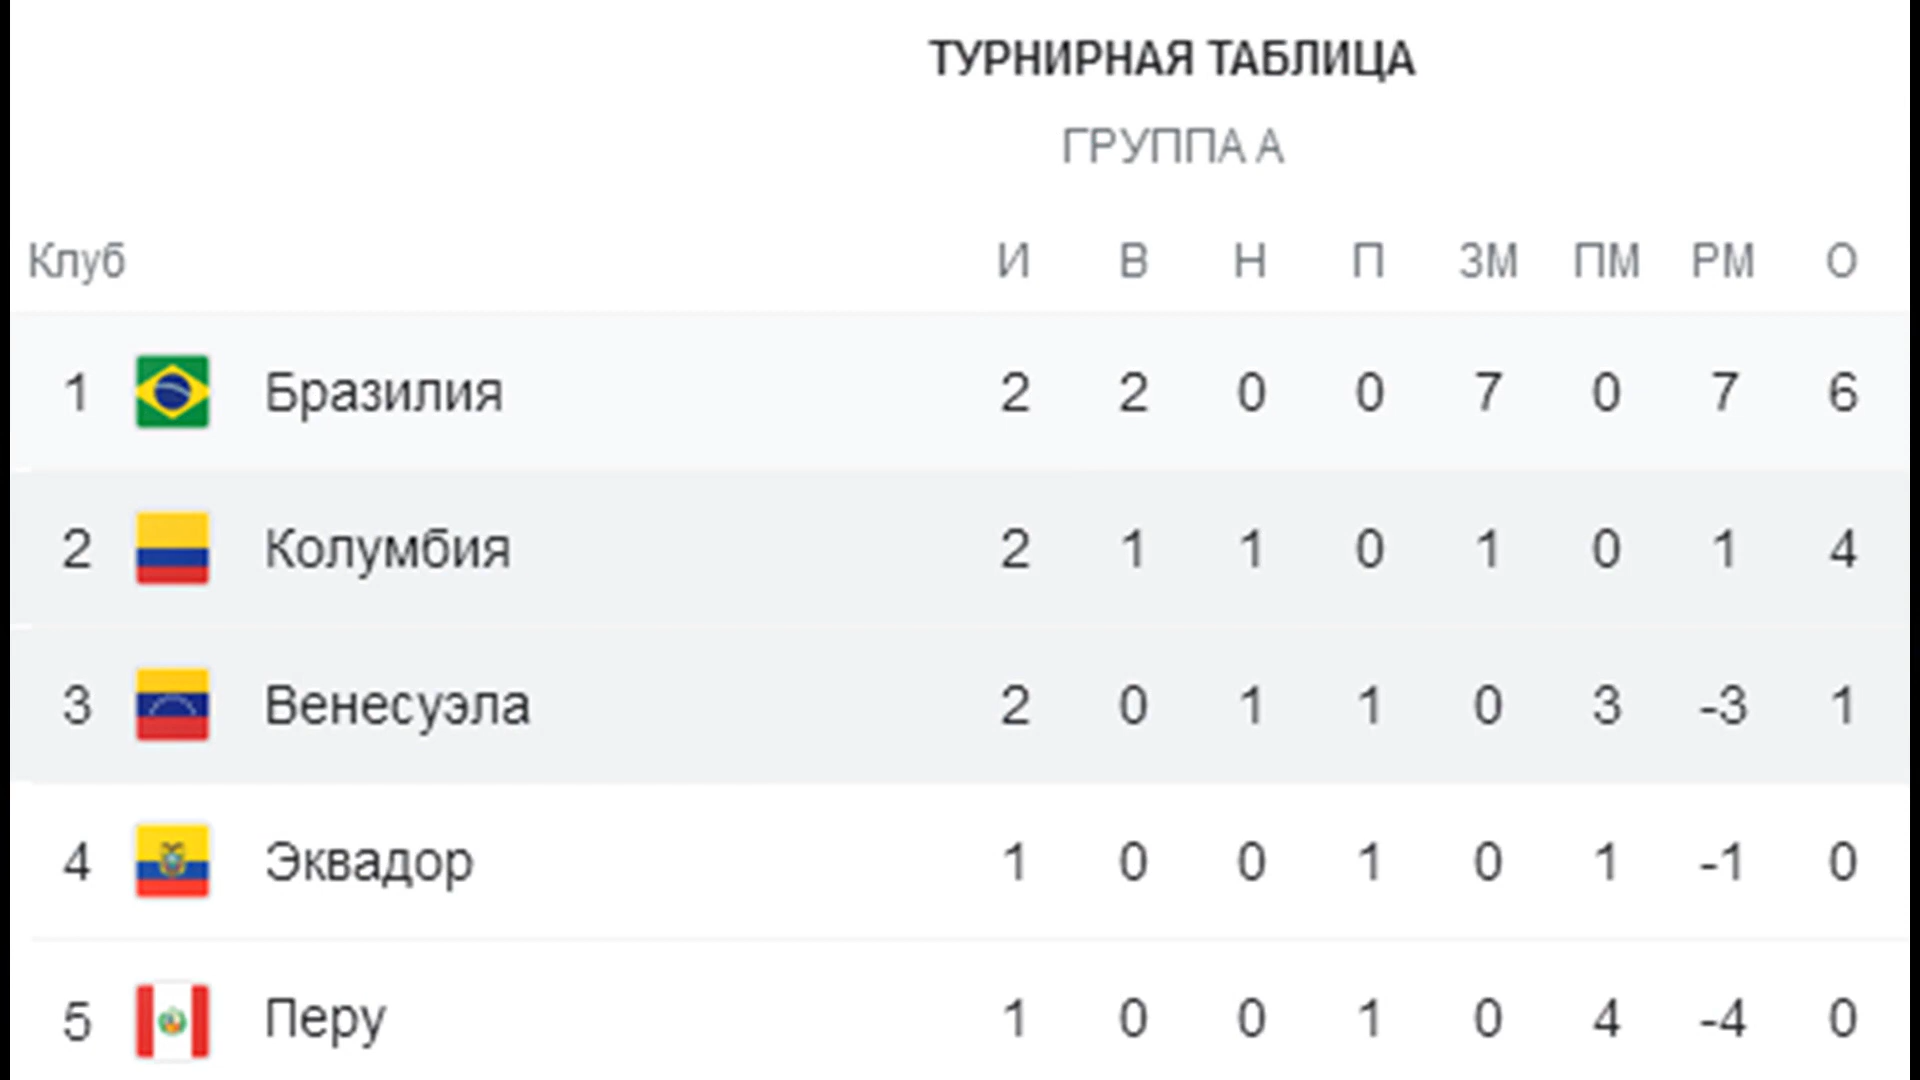 ТУРНИРНАЯ ТАБЛИЦА
ГРУППА А
Клуб И В Н П ЗМ ПМ РМ О
1 Бразилия 2 2 0 0 7 0 7 6
2 Колумбия 2 1 1 0 1 0 1 4
3 Венесуэла 2 0 1 1 0 3 -3 1
4 Эквадор 1 0 0 1 0 1 -1 0
5 Перу 1 0 0 1 0 4 -4 0